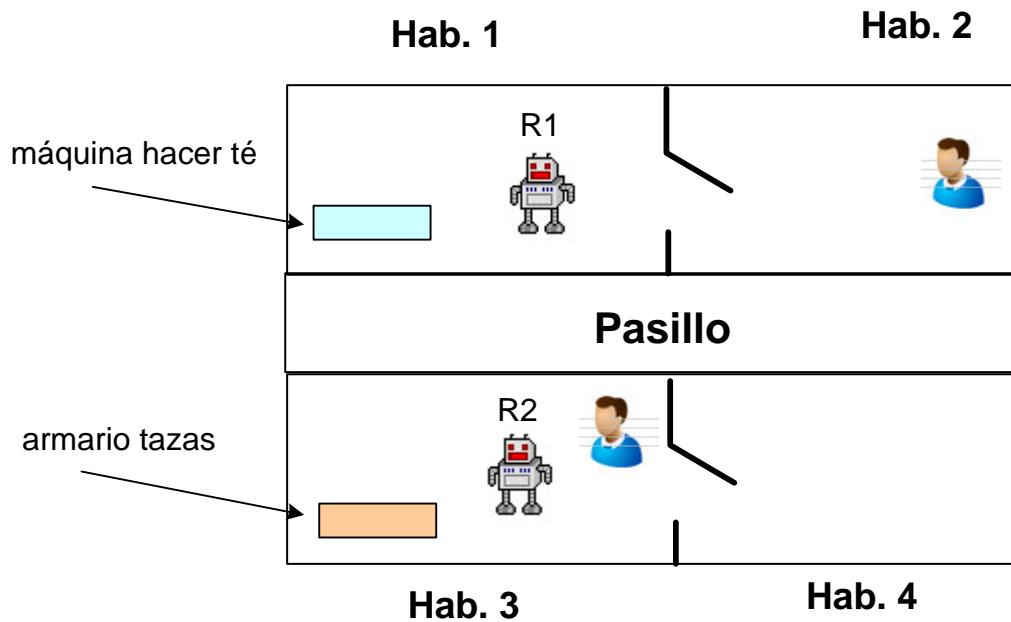 Hab. 1
Hab. 2
máquina hacer té
R1
Pasillo
armario tazas
R2
Hab. 3
Hab. 4